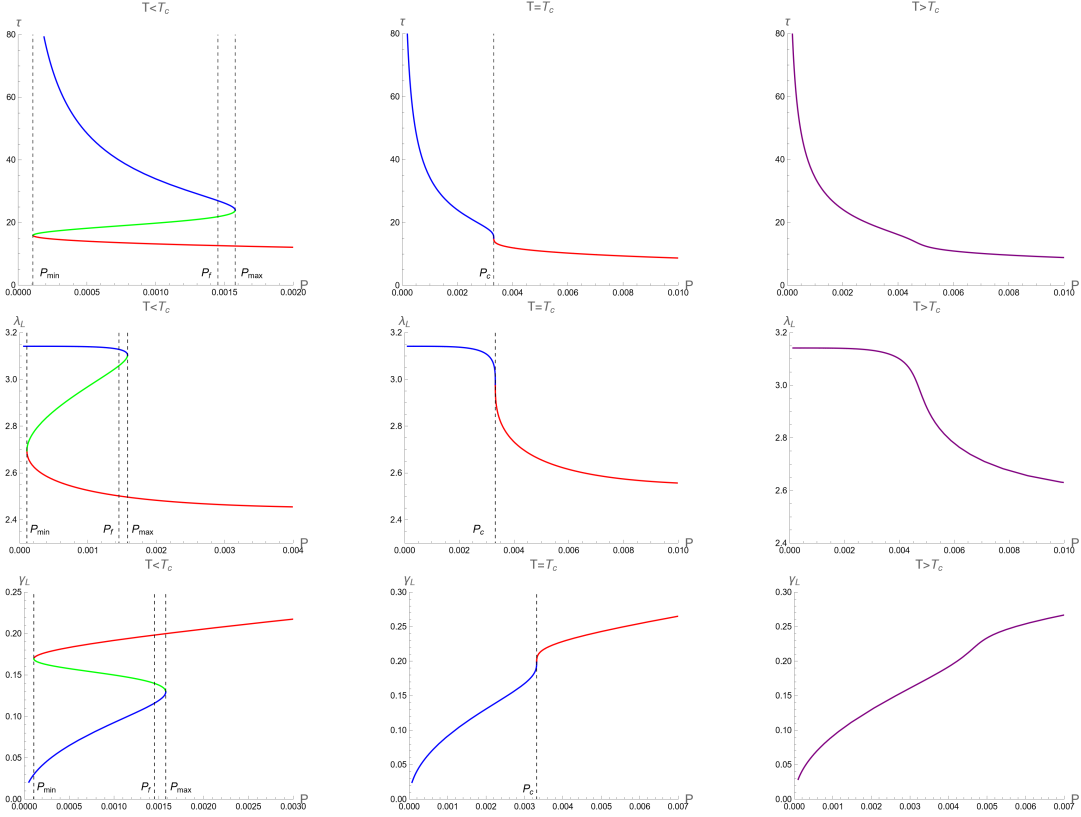 T<T_c T=T_c T>T_c
τ τ τ
80 80 80
60 60 60
40 40 40
20 20 20
P_min P_f P_max P_c
0 P 0 P 0 P
0.0000 0.0005 0.0010 0.0015 0.0020 0.000 0.002 0.004 0.006 0.008 0.010 0.000 0.002 0.004 0.006 0.008 0.010
T<T_c T=T_c T>T_c
λ_L λ_L λ_L
3.2 3.2 3.2
3.0 3.0 3.0
2.8 2.8 2.8
2.6 2.6 2.6
2.4 P_min P_f P_max 2.4 P_c 2.4
P P P
0.000 0.001 0.002 0.003 0.004 0.000 0.002 0.004 0.006 0.008 0.010 0.000 0.002 0.004 0.006 0.008 0.010
T<T_c T=T_c T>T_c
γ_L γ_L γ_L
0.25 0.25 0.25
0.20 0.20 0.20
0.15 0.15 0.15
0.10 0.10 0.10
0.05 0.05 0.05
P_min P_f P_max P_c
0.00 P 0.00 P 0.00 P
0.0000 0.0005 0.0010 0.0015 0.0020 0.0025 0.0030 0.000 0.001 0.002 0.003 0.004 0.005 0.006 0.007 0.000 0.001 0.002 0.003 0.004 0.005 0.006 0.007